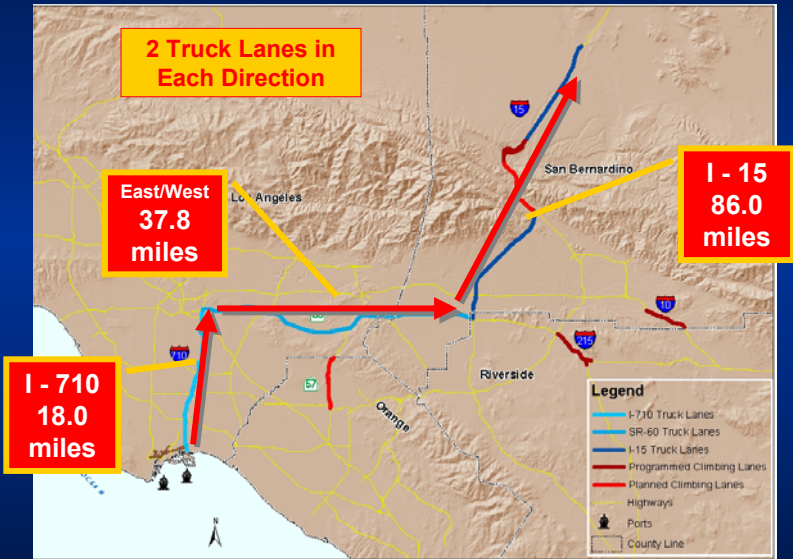 2 Truck Lanes in
Each Direction
15
San Bernardino
I - 15
86.0
miles
East/West
37.8
miles
Los Angeles
10
60
710
215
I - 710
18.0
miles
57
Riverside
Orange
Legend
I-710 Truck Lanes
SR-60 Truck Lanes
I-15 Truck Lanes
Programmed Climbing Lanes
Planned Climbing Lanes
Highways
Ports
County Line
N